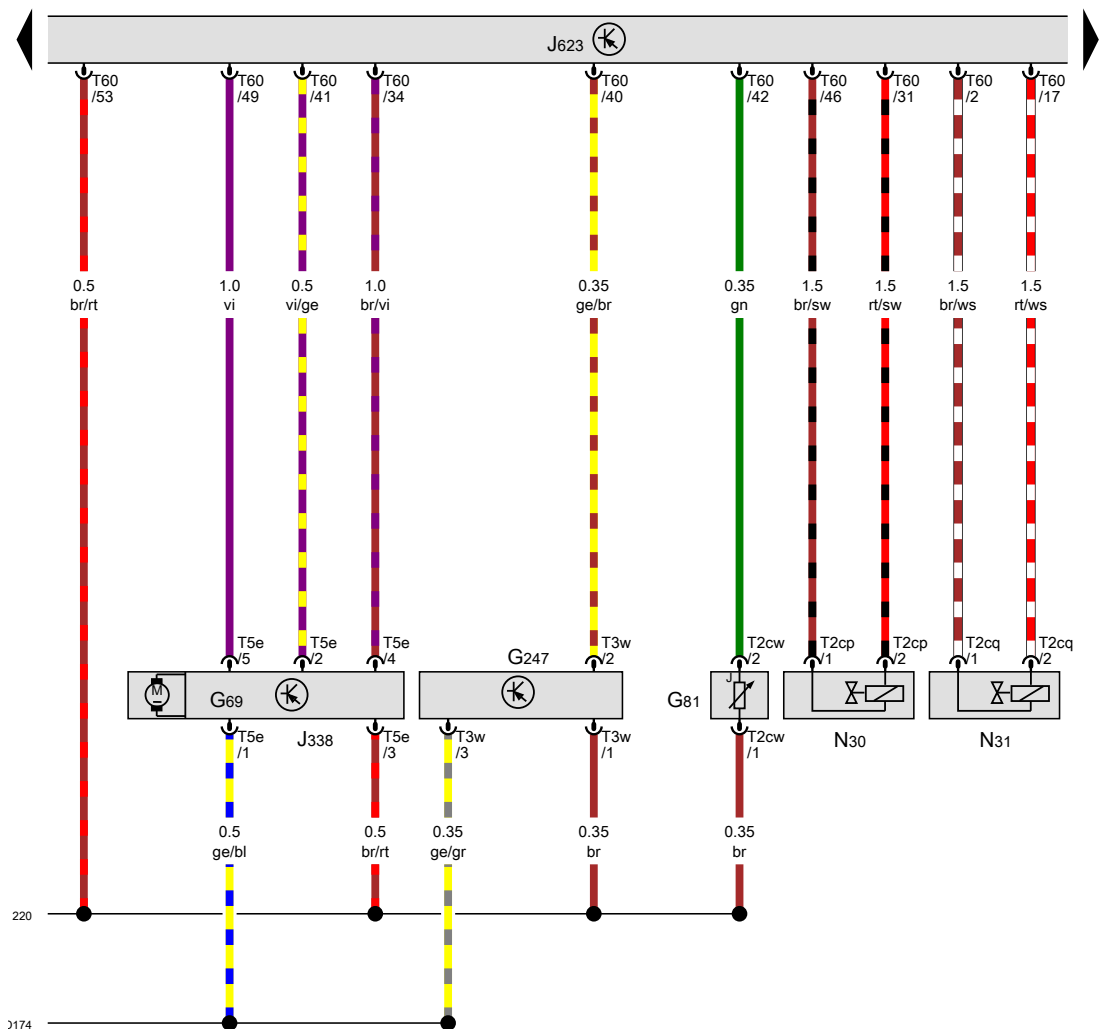 J623
T60 T60 T60 T60 T60 T60 T60 T60 T60 T60
/53 /49 /41 /34 /40 /42 /46 /31 /2 /17
0.5 1.0 0.5 1.0 0.35 0.35 1.5 1.5 1.5 1.5
br/rt vi vi/ge br/vi ge/br gn br/sw rt/sw br/ws rt/ws
T5e T5e T5e G247 T3w T2cw T2cp T2cp T2cq T2cq
/5 /2 /4 /2 /2 /1 /2 /1 /2
M G69 G81 J
J338 N30 N31
T5e T5e T3w T3w T2cw
/1 /3 /3 /1 /1
0.5 0.5 0.35 0.35 0.35
ge/bl br/rt ge/gr br br
220